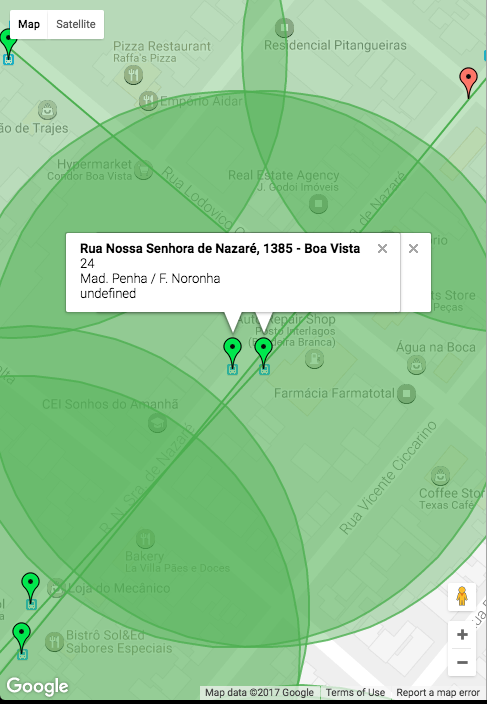 Map
Satellite
Pizza Restaurant
Raffa's Pizza
Residencial Pitangueiras
Empório Aidar
ão de Trajes
Hypermarket
Condor Boa Vista
Real Estate Agency
J. Godoi Imóveis
Rua Lodovico
de Nazaré
Rua Nossa Senhora de Nazaré, 1385 - Boa Vista
24
Mad. Penha / F. Noronha
undefined
ório
ts Store
Peças
Auto Repair Shop
Posto Interlagos
(Bandeira Branca)
Água na Boca
Farmácia Farmatotal
CEI Sonhos do Amanhã
R. N. Sra. de Nazaré
Rua Vicente Ciccarino
Coffee Stor
Texas Café
Bakery
La Villa Pães e Doces
Loja do Mecânico
Bistrô Sol&Ed
Sabores Especiais
Rua
Google
Map data ©2017 Google
Terms of Use
Report a map error